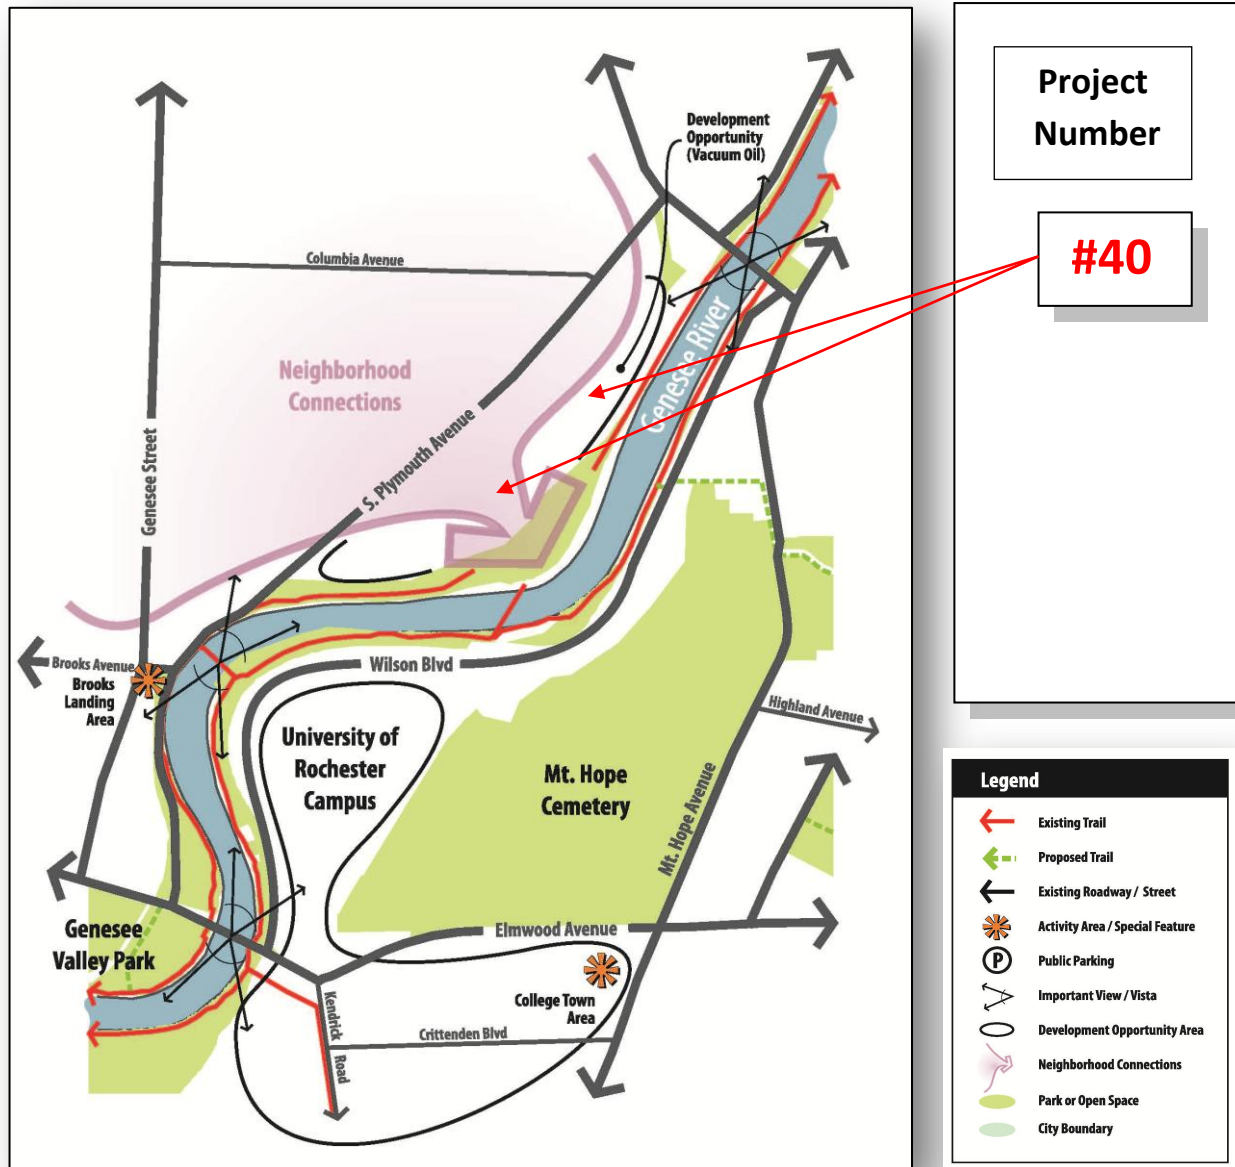 Project
Number
#40
Development
Opportunity
(Vacuum Oil)
Columbia Avenue
Neighborhood
Connections
Genesee Street
S. Plymouth Avenue
Genesee River
Brooks Avenue
Brooks
Landing
Area
Wilson Blvd
University of
Rochester
Campus
Mt. Hope
Cemetery
Highland Avenue
Mt. Hope Avenue
Genesee
Valley Park
Elmwood Avenue
College Town
Area
Kendrick
Road
Crittenden Blvd
Legend
Existing Trail
Proposed Trail
Existing Roadway / Street
Activity Area / Special Feature
P
Public Parking
Important View / Vista
Development Opportunity Area
Neighborhood Connections
Park or Open Space
City Boundary